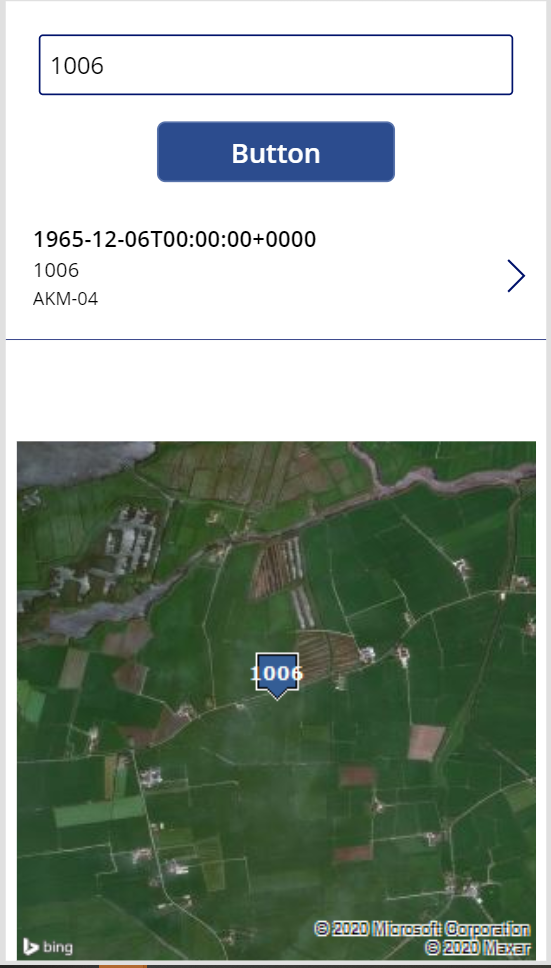 1006
Button
1965-12-06T00:00:00+0000
1006
AKM-04
1006
© 2020 Microsoft Corporation
© 2020 Maxar
bing